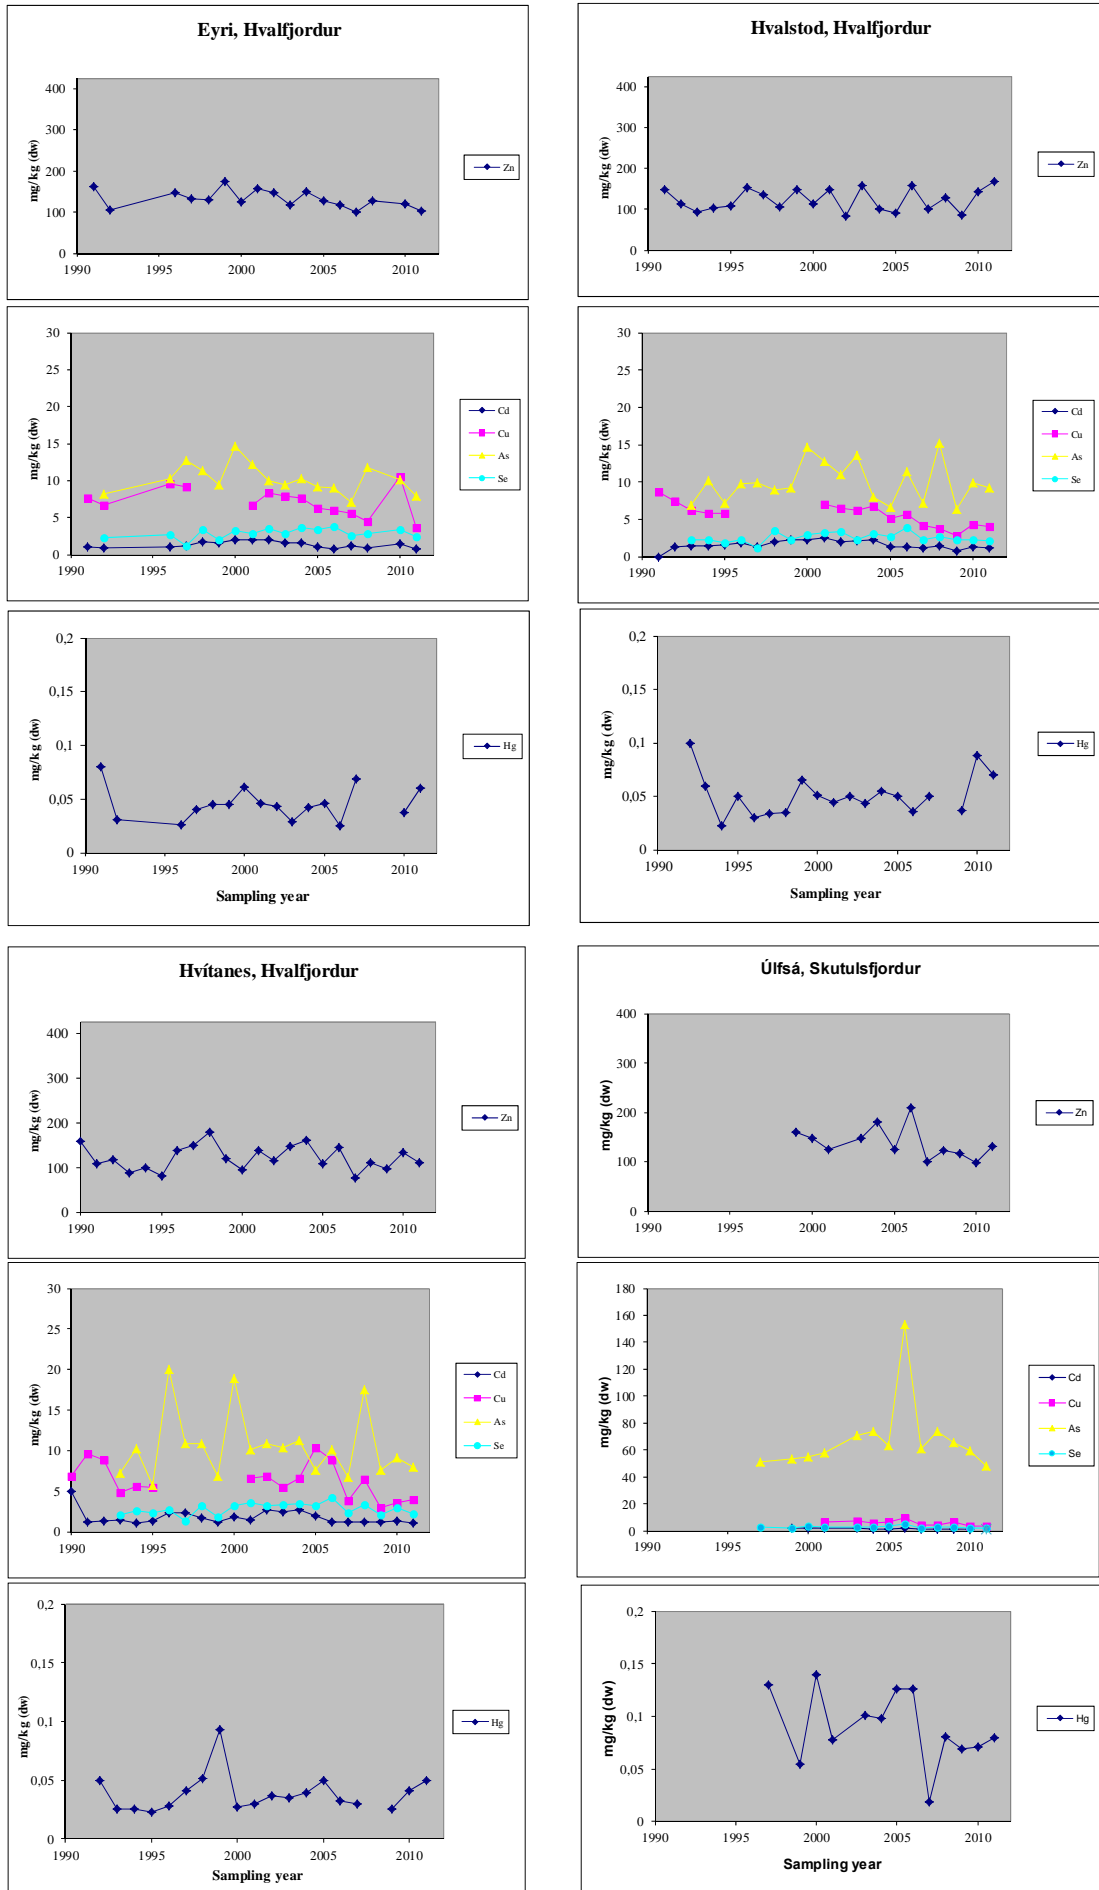 Eyri, Hvalfjordur
400
300
200
100
0
1990 1995 2000 2005 2010
mg/kg (dw)
Zn
30
25
20
15
10
5
0
1990 1995 2000 2005 2010
mg/kg (dw)
Cd
Cu
As
Se
0,2
0,15
0,1
0,05
0
1990 1995 2000 2005 2010
mg/kg (dw)
Sampling year
Hg
Hvalstod, Hvalfjordur
400
300
200
100
0
1990 1995 2000 2005 2010
mg/kg (dw)
Zn
30
25
20
15
10
5
0
1990 1995 2000 2005 2010
mg/kg (dw)
Cd
Cu
As
Se
0,2
0,15
0,1
0,05
0
1990 1995 2000 2005 2010
mg/kg (dw)
Sampling year
Hg
Hvítanes, Hvalfjordur
400
300
200
100
0
1990 1995 2000 2005 2010
mg/kg (dw)
Zn
30
25
20
15
10
5
0
1990 1995 2000 2005 2010
mg/kg (dw)
Cd
Cu
As
Se
0,2
0,15
0,1
0,05
0
1990 1995 2000 2005 2010
mg/kg (dw)
Sampling year
Hg
Úlfsá, Skutulsfjordur
400
300
200
100
0
1990 1995 2000 2005 2010
mg/kg (dw)
Zn
180
160
140
120
100
80
60
40
20
0
1990 1995 2000 2005 2010
mg/kg (dw)
Cd
Cu
As
Se
0,2
0,15
0,1
0,05
0
1990 1995 2000 2005 2010
mg/kg (dw)
Sampling year
Hg